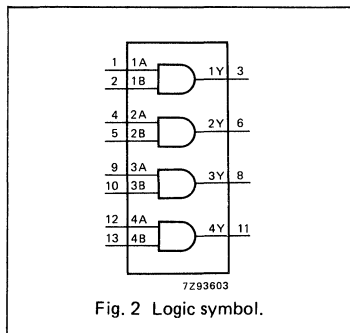 1 1A 1Y 3
2 1B
4 2A 2Y 6
5 2B
9 3A 3Y 8
10 3B
12 4A 4Y 11
13 4B
7Z93603
Fig. 2 Logic symbol.